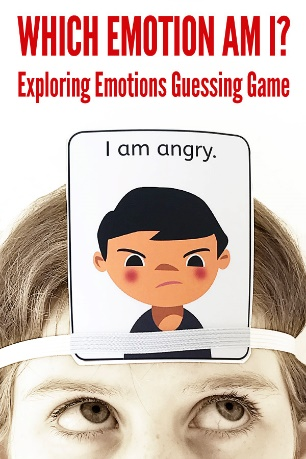 WHICH EMOTION AM I?
Exploring Emotions Guessing Game
I am angry.